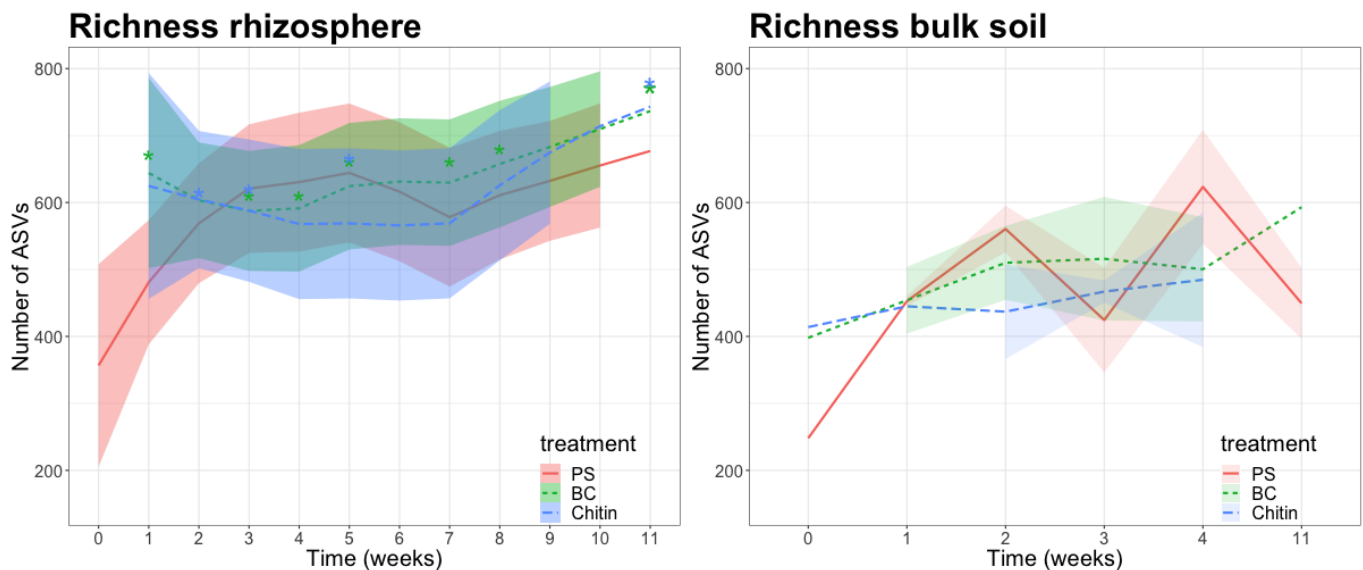 Richness rhizosphere
Number of ASVs
800
600
400
200
*
*
*
*
*
*
*
*
*
*
*
*
treatment
PS
BC
Chitin
0 1 2 3 4 5 6 7 8 9 10 11
Time (weeks)
Richness bulk soil
Number of ASVs
800
600
400
200
treatment
PS
BC
Chitin
0 1 2 3 4 11
Time (weeks)